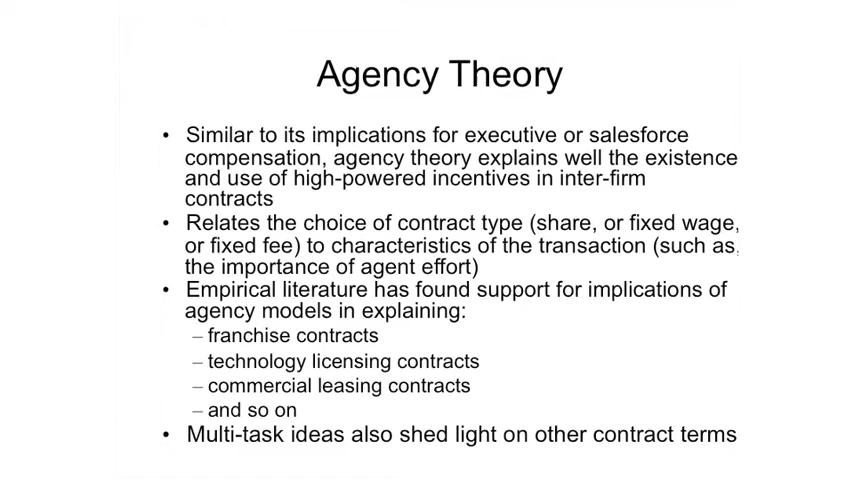 Agency Theory
• Similar to its implications for executive or salesforce
compensation, agency theory explains well the existence
and use of high-powered incentives in inter-firm
contracts
• Relates the choice of contract type (share, or fixed wage,
or fixed fee) to characteristics of the transaction (such as,
the importance of agent effort)
• Empirical literature has found support for implications of
agency models in explaining:
– franchise contracts
– technology licensing contracts
– commercial leasing contracts
– and so on
• Multi-task ideas also shed light on other contract terms